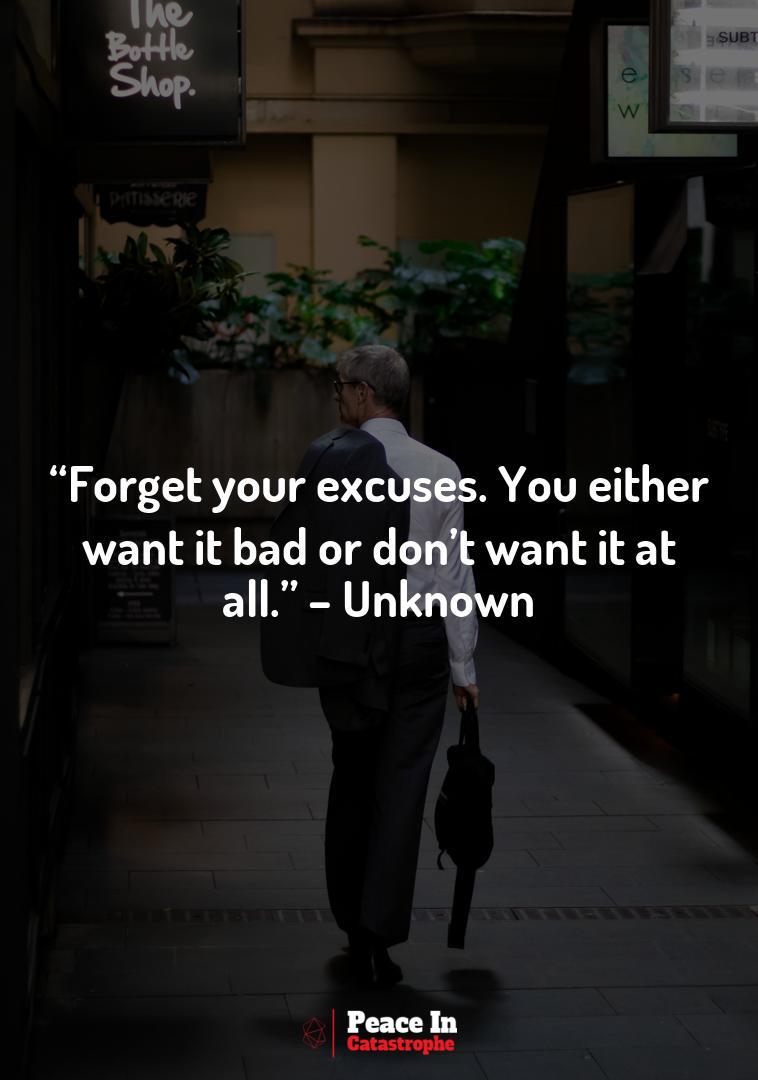 The
Bottle
Shop.
SUBT
PATISSERIE
“Forget your excuses. You either
want it bad or don’t want it at
all.” – Unknown
Peace In
Catastrophe